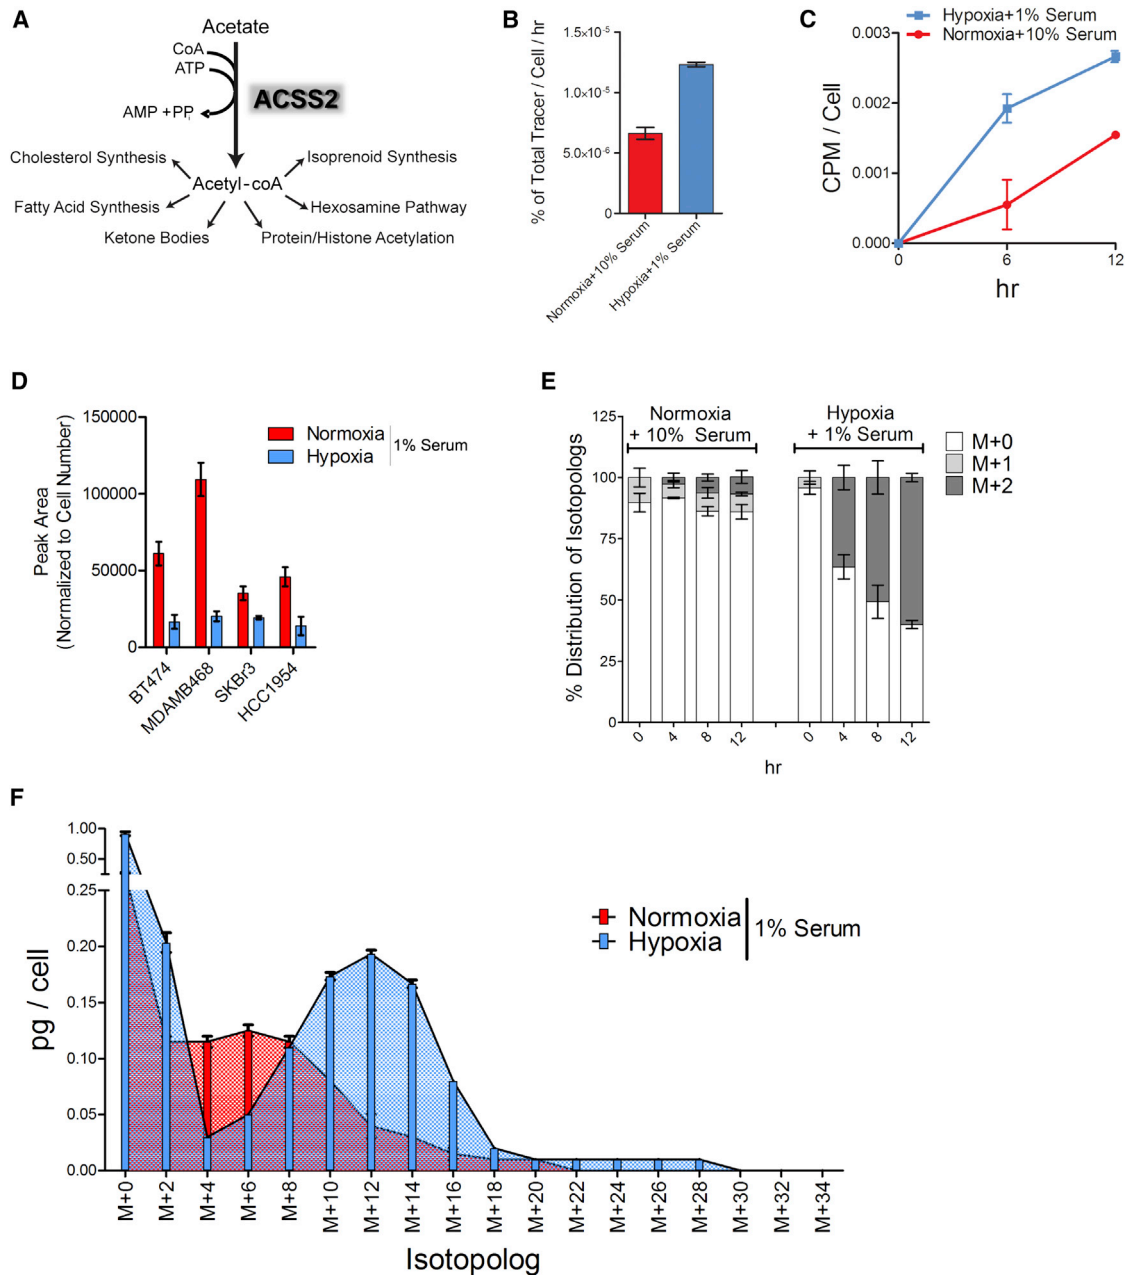 A
Acetate
CoA
ATP
AMP +PPi
ACSS2
Cholesterol Synthesis
Isoprenoid Synthesis
Acetyl-coA
Fatty Acid Synthesis
Hexosamine Pathway
Ketone Bodies
Protein/Histone Acetylation
B
% of Total Tracer / Cell / hr
1.5×10-5
1.0×10-5
5.0×10-6
0
Normoxia+10% Serum
Hypoxia+1% Serum
C
Hypoxia+1% Serum
Normoxia+10% Serum
CPM / Cell
0.003
0.002
0.001
0.000
0 6 12
hr
D
Peak Area
(Normalized to Cell Number)
150000
100000
50000
0
Normoxia
Hypoxia
1% Serum
BT474
MDAMB468
SKBr3
HCC1954
E
% Distribution of Isotopologs
125
100
75
50
25
0
Normoxia
+ 10% Serum
Hypoxia
+ 1% Serum
M+0
M+1
M+2
0 4 8 12 0 4 8 12
hr
F
pg / cell
1.00
0.50
0.25
0.20
0.15
0.10
0.05
0.00
Normoxia
Hypoxia
1% Serum
M+0 M+2 M+4 M+6 M+8 M+10 M+12 M+14 M+16 M+18 M+20 M+22 M+24 M+26 M+28 M+30 M+32 M+34
Isotopolog